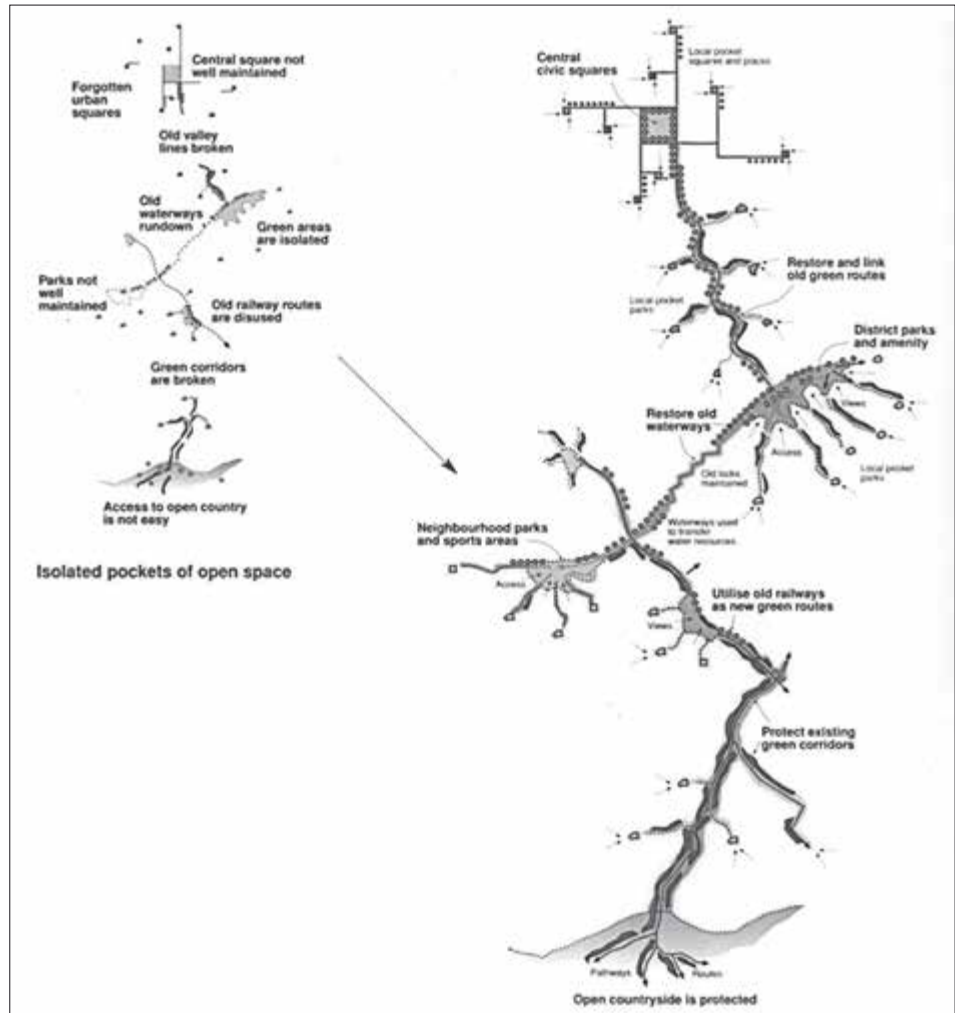 Central square not
well maintained
Forgotten
urban
squares
Old valley
lines broken
Old
waterways
rundown
Green areas
are isolated
Parks not
well
maintained
Old railway routes
are disused
Green corridors
are broken
Access to open country
is not easy
Isolated pockets of open space
Central
civic squares
Local pocket
squares and places
Restore and link
old green routes
Local pocket
parks
District parks
and amenity
Views
Restore old
waterways
Access
Local pocket
parks
Old locks
maintained
Waterways used
to transfer
water resources
Neighbourhood parks
and sports areas
Access
Utilise old railways
as new green routes
Views
Protect existing
green corridors
Pathways
Routes
Open countryside is protected